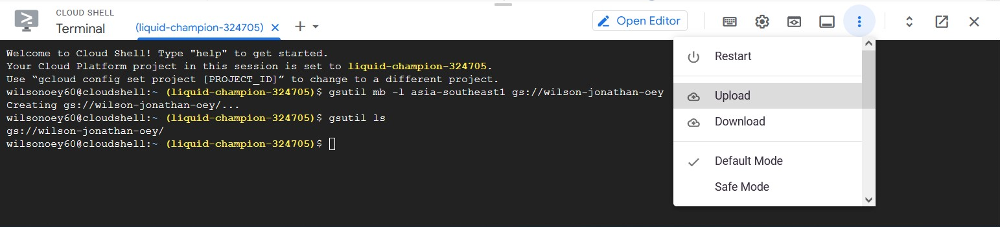 CLOUD SHELL
Terminal
(liquid-champion-324705)
Open Editor
Welcome to Cloud Shell! Type "help" to get started.
Your Cloud Platform project in this session is set to liquid-champion-324705.
Use “gcloud config set project [PROJECT_ID]” to change to a different project.
wilsonoey60@cloudshell:~ (liquid-champion-324705)$ gsutil mb -l asia-southeast1 gs://wilson-jonathan-oey
Creating gs://wilson-jonathan-oey/...
wilsonoey60@cloudshell:~ (liquid-champion-324705)$ gsutil ls
gs://wilson-jonathan-oey/
wilsonoey60@cloudshell:~ (liquid-champion-324705)$
Restart
Upload
Download
Default Mode
Safe Mode